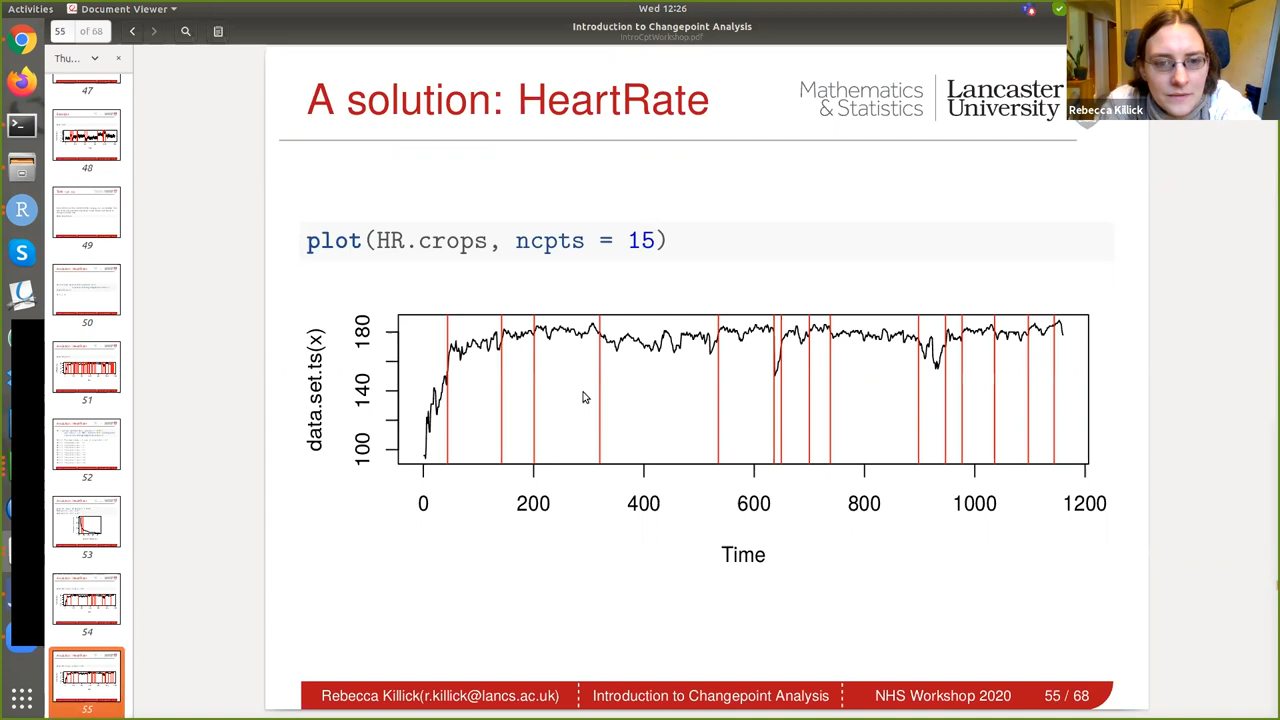 Activities
Document Viewer
Wed 12:26
55
of 68
Introduction to Changepoint Analysis
IntroCptWorkshop.pdf
Thu...
47
48
49
50
51
52
53
54
55
A solution: HeartRate
Mathematics
& Statistics
Lancaster
University
Rebecca Killick
plot(HR.crops, ncpts = 15)
data.set.ts(x)
180
140
100
0
200
400
600
800
1000
1200
Time
Rebecca Killick(r.killick@lancs.ac.uk)
Introduction to Changepoint Analysis
NHS Workshop 2020
55 / 68